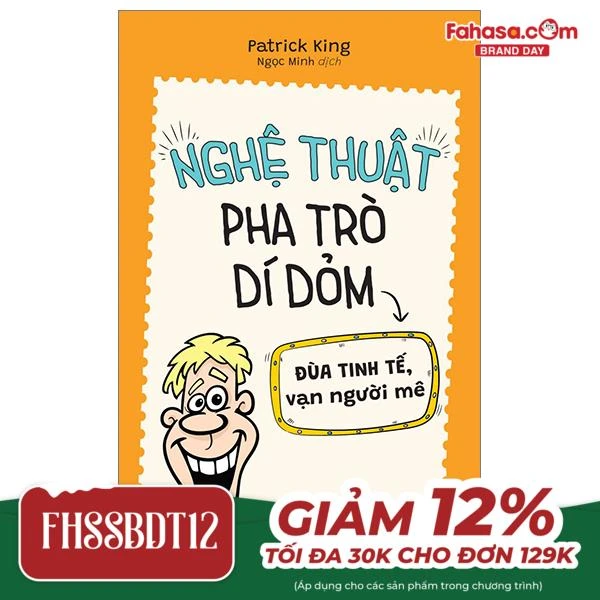 Fahasa.com
BRAND DAY
Patrick King
Ngọc Minh dịch
NGHỆ THUẬT
PHA TRÒ
DÍ DỎM
ĐÙA TINH TẾ,
vạn người mê
FHSSBDT12
GIẢM 12%
TỐI ĐA 30K CHO ĐƠN 129K
(Áp dụng cho các sản phẩm trong chương trình)